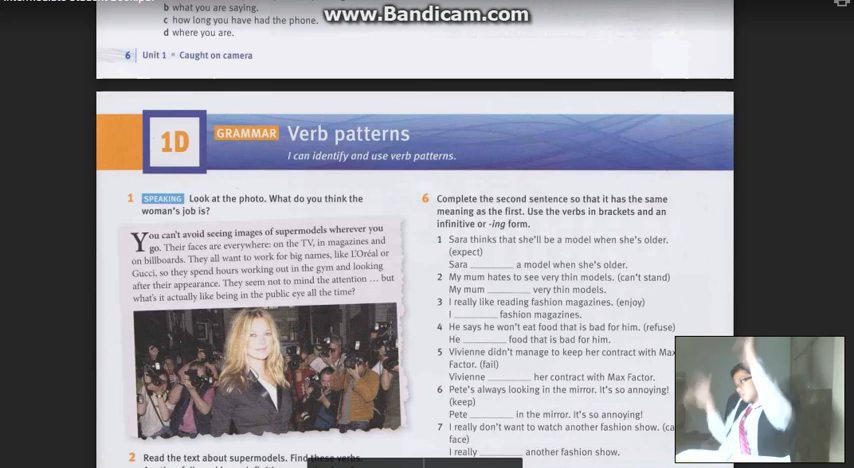 b what you are saying.
www.Bandicam.com
c how long you have had the phone.
d where you are.
6 Unit 1 • Caught on camera
1D GRAMMAR Verb patterns
I can identify and use verb patterns.
1 SPEAKING Look at the photo. What do you think the
woman's job is?
You can't avoid seeing images of supermodels wherever you
go. Their faces are everywhere: on the TV, in magazines and
on billboards. They all want to work for big names, like L'Oréal or
Gucci, so they spend hours working out in the gym and looking
after their appearance. They seem not to mind the attention ... but
what's it actually like being in the public eye all the time?
2 Read the text about supermodels. Find these verbs.
6 Complete the second sentence so that it has the same
meaning as the first. Use the verbs in brackets and an
infinitive or -ing form.
1 Sara thinks that she'll be a model when she's older.
(expect)
Sara ________ a model when she's older.
2 My mum hates to see very thin models. (can't stand)
My mum ________ very thin models.
3 I really like reading fashion magazines. (enjoy)
I ________ fashion magazines.
4 He says he won't eat food that is bad for him. (refuse)
He ________ food that is bad for him.
5 Vivienne didn't manage to keep her contract with Max
Factor. (fail)
Vivienne ________ her contract with Max Factor.
6 Pete's always looking in the mirror. It's so annoying!
(keep)
Pete ________ in the mirror. It's so annoying!
7 I really don't want to watch another fashion show. (ca
face)
I really ________ another fashion show.